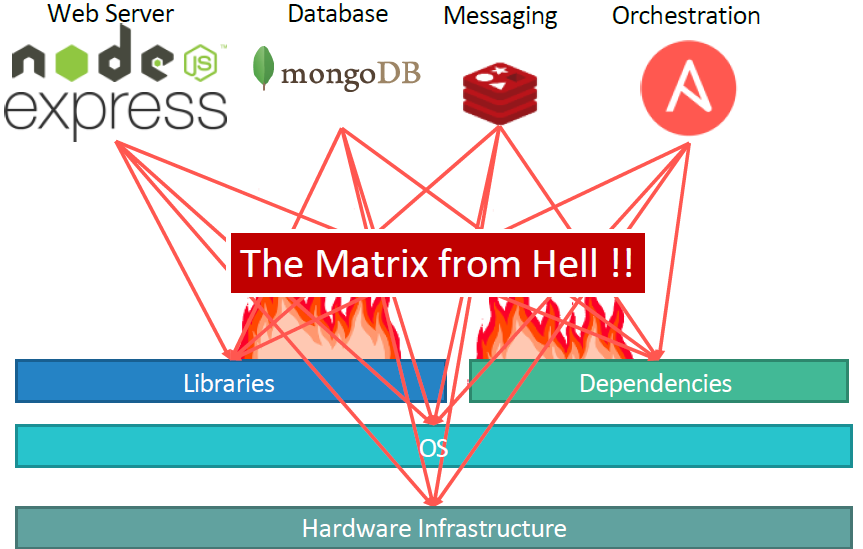 Web Server
Database
Messaging
Orchestration
node
JS
express
mongoDB
The Matrix from Hell !!
Libraries
Dependencies
OS
Hardware Infrastructure